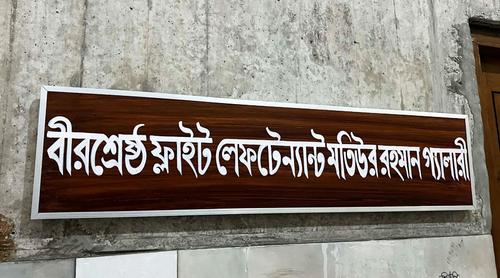 বীরশ্রেষ্ঠ ফ্লাইট লেফটেন্যান্ট মতিউর রহমান গ্যালারী